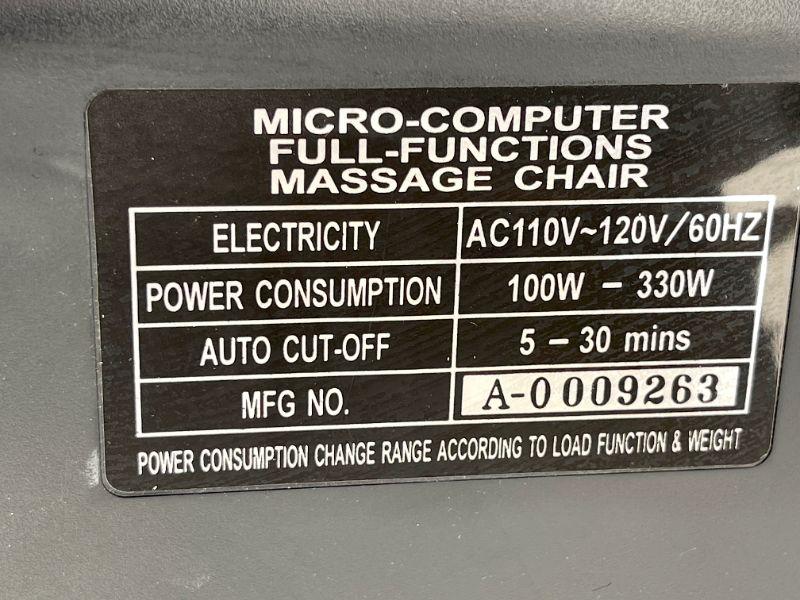 MICRO-COMPUTER
FULL-FUNCTIONS
MASSAGE CHAIR
ELECTRICITY AC110V~120V/60HZ
POWER CONSUMPTION 100W – 330W
AUTO CUT-OFF 5 – 30 mins
MFG NO. A-0009263
POWER CONSUMPTION CHANGE RANGE ACCORDING TO LOAD FUNCTION & WEIGHT